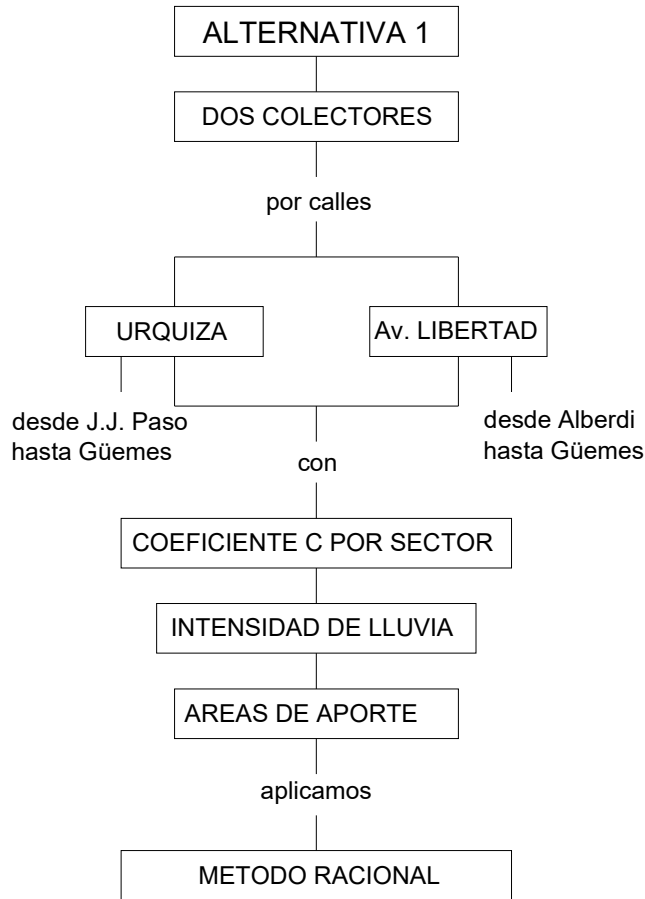 ALTERNATIVA 1
DOS COLECTORES
por calles
URQUIZA
Av. LIBERTAD
desde J.J. Paso
hasta Güemes
desde Alberdi
hasta Güemes
con
COEFICIENTE C POR SECTOR
INTENSIDAD DE LLUVIA
AREAS DE APORTE
aplicamos
METODO RACIONAL